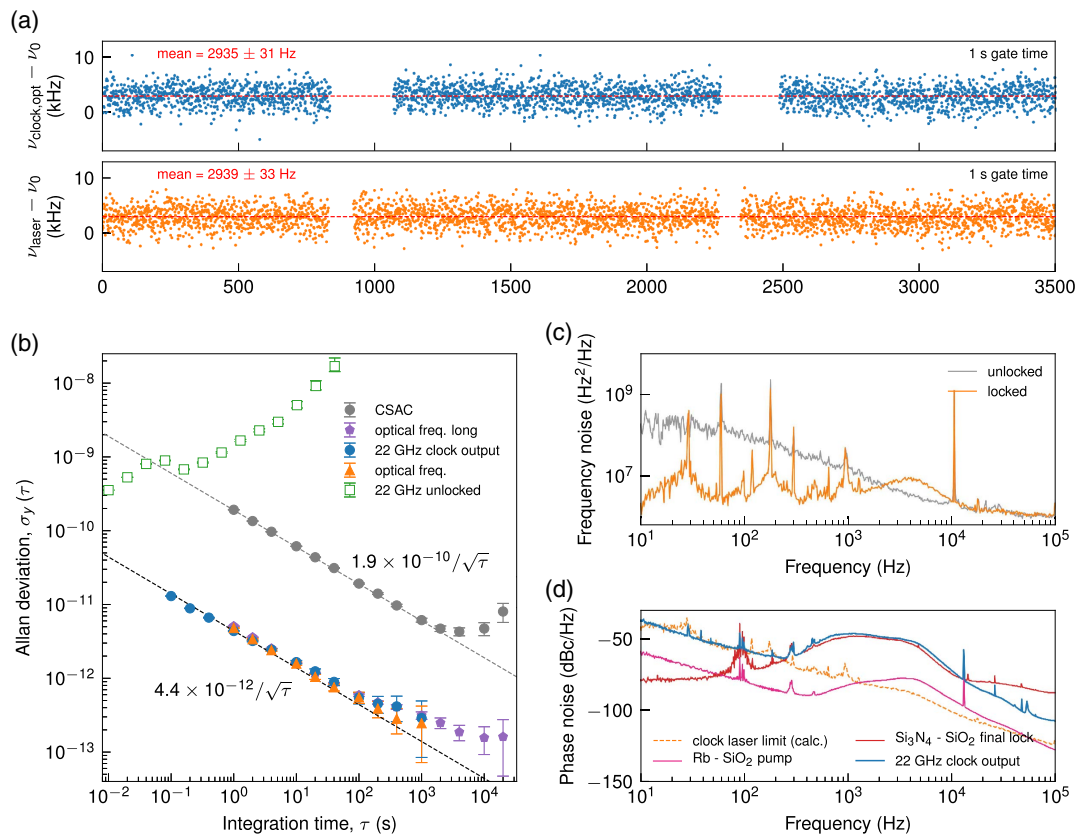 (a)
mean = 2935 ± 31 Hz
1 s gate time
ν_clock,opt − ν_0 (kHz)
10
0
mean = 2939 ± 33 Hz
1 s gate time
ν_laser − ν_0 (kHz)
10
0
0 500 1000 1500 2000 2500 3000 3500
(b)
Allan deviation, σ_y (τ)
10^−8
10^−9
10^−10
10^−11
10^−12
10^−13
CSAC
optical freq. long
22 GHz clock output
optical freq.
22 GHz unlocked
1.9 × 10^−10/√τ
4.4 × 10^−12/√τ
10^−2 10^−1 10^0 10^1 10^2 10^3 10^4
Integration time, τ (s)
(c)
Frequency noise (Hz^2/Hz)
10^9
10^7
unlocked
locked
10^1 10^2 10^3 10^4 10^5
Frequency (Hz)
(d)
Phase noise (dBc/Hz)
−50
−100
−150
clock laser limit (calc.)
Rb - SiO_2 pump
Si_3N_4 - SiO_2 final lock
22 GHz clock output
10^1 10^2 10^3 10^4 10^5
Frequency (Hz)